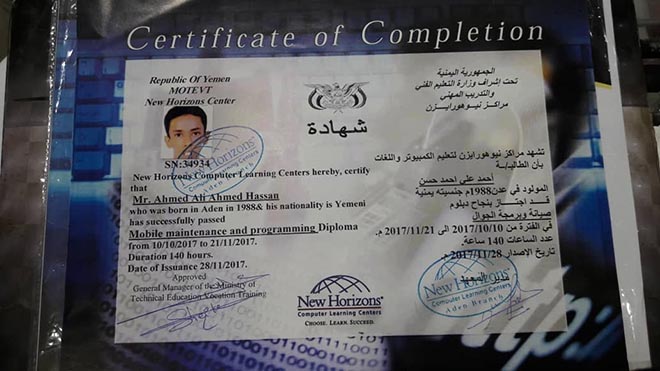 Certificate of Completion
Republic Of Yemen
MOTEVT
New Horizons Center
SN:34934
New Horizons Computer Learning Centers hereby, certify
that
Mr. Ahmed Ali Ahmed Hassan
who was born in Aden in 1988& his nationality is Yemeni
has successfully passed
Mobile maintenance and programming Diploma
from 10/10/2017 to 21/11/2017.
Duration 140 hours.
Date of Issuance 28/11/2017.
Approved
General Manager of the Ministry of
Technical Education Vocation Training
شهادة
الجمهورية اليمنية
تحت إشراف وزارة التعليم الفني
والتدريب المهني
مراكز نيوهورايزن
تشهد مراكز نيوهورايزن لتعليم الكمبيوتر واللغات
بأن الطالب/ـة
أحمد علي احمد حسن
المولود في عدن1988م جنسيته يمنية
قد اجتاز بنجاح دبلوم
صيانة وبرمجة الجوال
في الفترة من 2017/10/10 الى 2017/11/21 م.
عدد الساعات 140 ساعة.
تاريخ الإصدار 2017/11/28 م.
New Horizons
Computer Learning Centers
CHOOSE. LEARN. SUCCEED.
New Horizons
Computer Learning Centers
Aden Branch
New Horizons